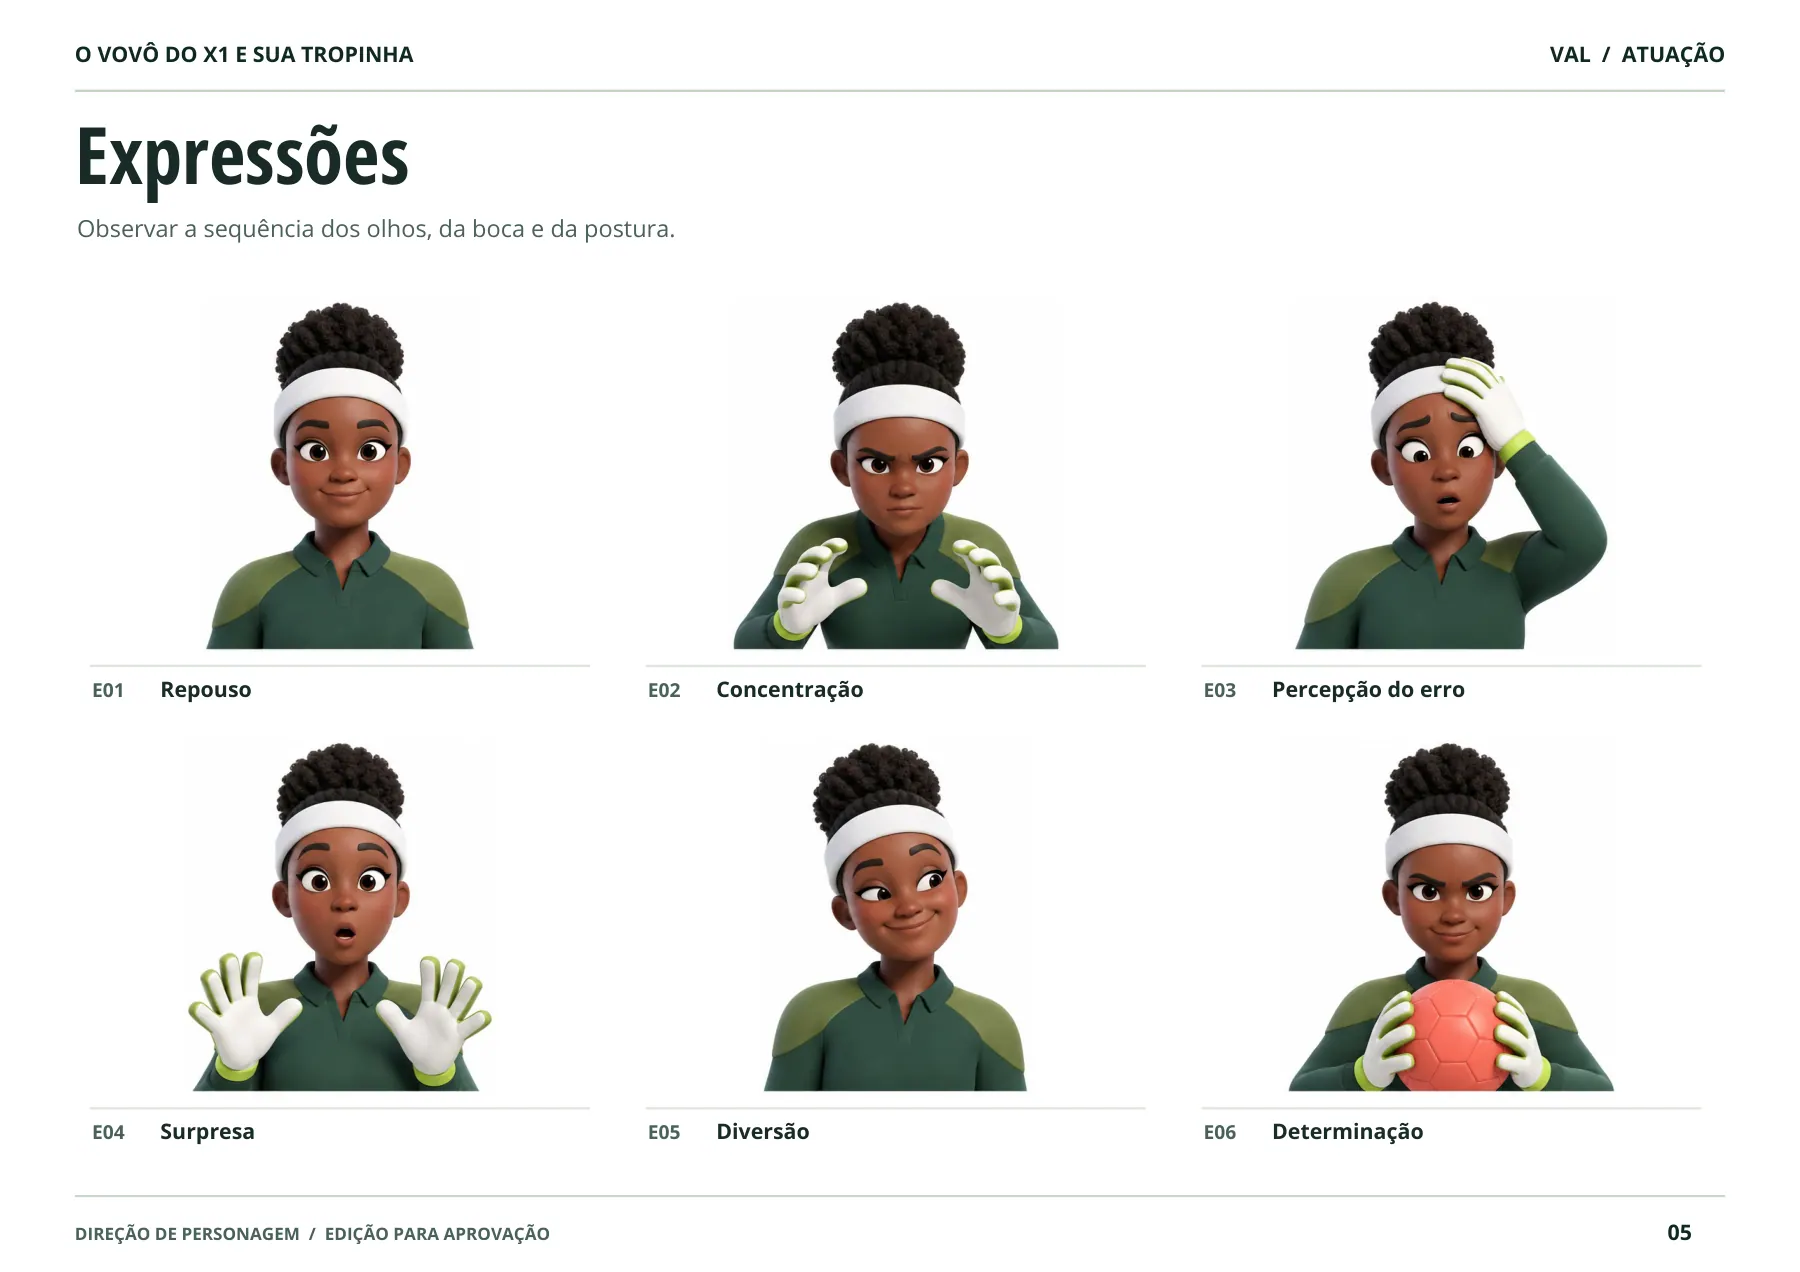 O VOVÔ DO X1 E SUA TROPINHA
VAL / ATUAÇÃO
Expressões
Observar a sequência dos olhos, da boca e da postura.
E01 Repouso
E02 Concentração
E03 Percepção do erro
E04 Surpresa
E05 Diversão
E06 Determinação
DIREÇÃO DE PERSONAGEM / EDIÇÃO PARA APROVAÇÃO
05